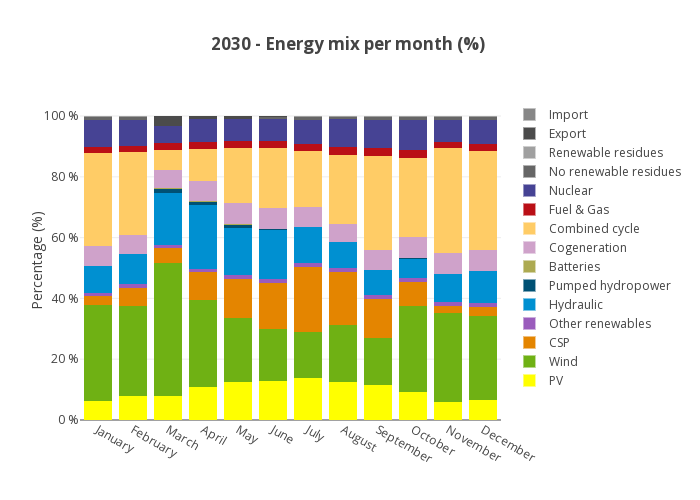 2030 - Energy mix per month (%)
100 %
80 %
60 %
40 %
20 %
0 %
Percentage (%)
January
February
March
April
May
June
July
August
September
October
November
December
Import
Export
Renewable residues
No renewable residues
Nuclear
Fuel & Gas
Combined cycle
Cogeneration
Batteries
Pumped hydropower
Hydraulic
Other renewables
CSP
Wind
PV